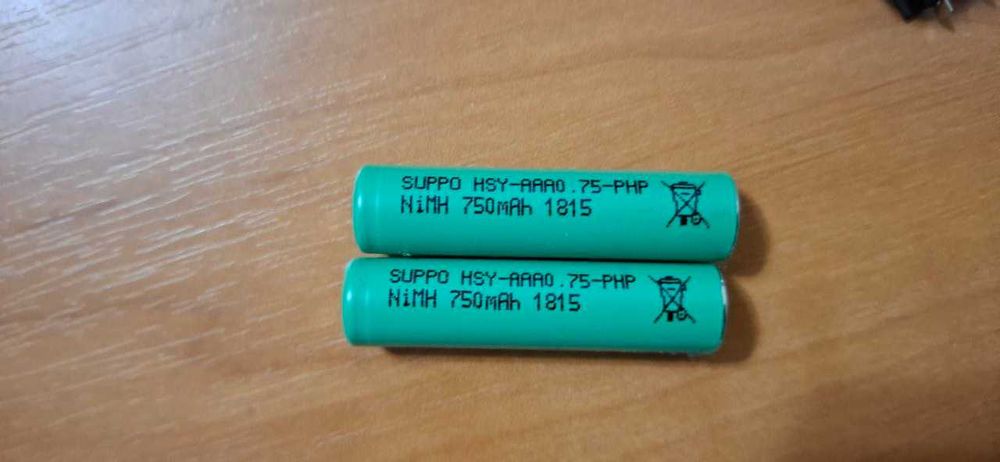 SUPPO HSY-AAA0.75-PHP
NiMH 750mAh 1815
SUPPO HSY-AAA0.75-PHP
NiMH 750mAh 1815